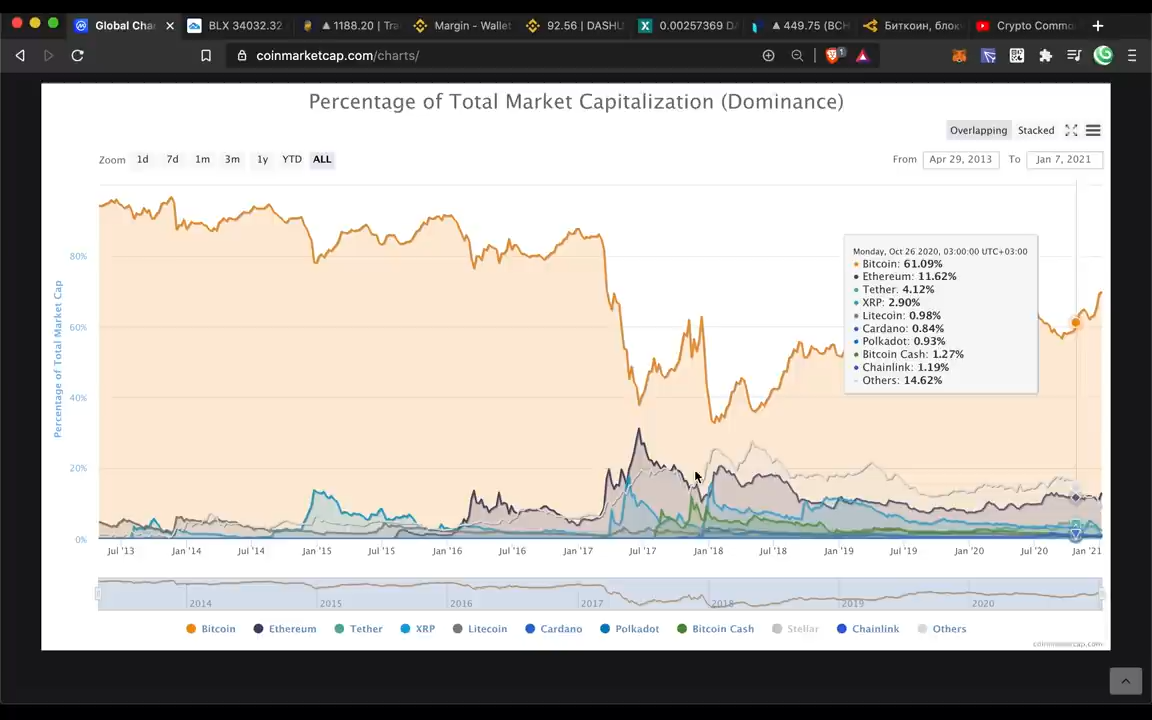 Global Cha
BLX 34032.32
▲ 1188.20 | Tra
Margin - Wallet
92.56 | DASHU
0.00257369 DA
▲ 449.75 (BCH
Биткоин, блок
Crypto Commo
coinmarketcap.com/charts/
1
Percentage of Total Market Capitalization (Dominance)
Overlapping Stacked
Zoom 1d 7d 1m 3m 1y YTD ALL
From Apr 29, 2013 To Jan 7, 2021
Percentage of Total Market Cap
80%
60%
40%
20%
0%
Monday, Oct 26 2020, 03:00:00 UTC+03:00
Bitcoin: 61.09%
Ethereum: 11.62%
Tether: 4.12%
XRP: 2.90%
Litecoin: 0.98%
Cardano: 0.84%
Polkadot: 0.93%
Bitcoin Cash: 1.27%
Chainlink: 1.19%
Others: 14.62%
Jul '13 Jan '14 Jul '14 Jan '15 Jul '15 Jan '16 Jul '16 Jan '17 Jul '17 Jan '18 Jul '18 Jan '19 Jul '19 Jan '20 Jul '20 Jan '21
2014 2015 2016 2017 2018 2019 2020
Bitcoin Ethereum Tether XRP Litecoin Cardano Polkadot Bitcoin Cash Stellar Chainlink Others
coinmarketcap.com